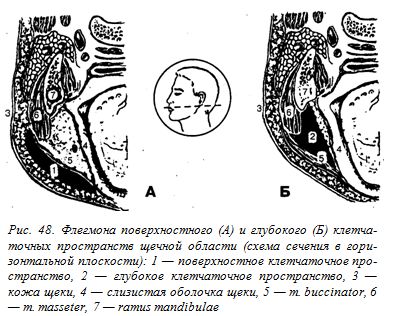 3
7
6
1
А
3
7
6
2
5
4
Б
Рис. 48. Флегмона поверхностного (А) и глубокого (Б) клетча-
точных пространств щечной области (схема сечения в гори-
зонтальной плоскости): 1 — поверхностное клетчаточное про-
странство, 2 — глубокое клетчаточное пространство, 3 —
кожа щеки, 4 — слизистая оболочка щеки, 5 — m. buccinator, 6
— m. masseter, 7 — ramus mandibulae